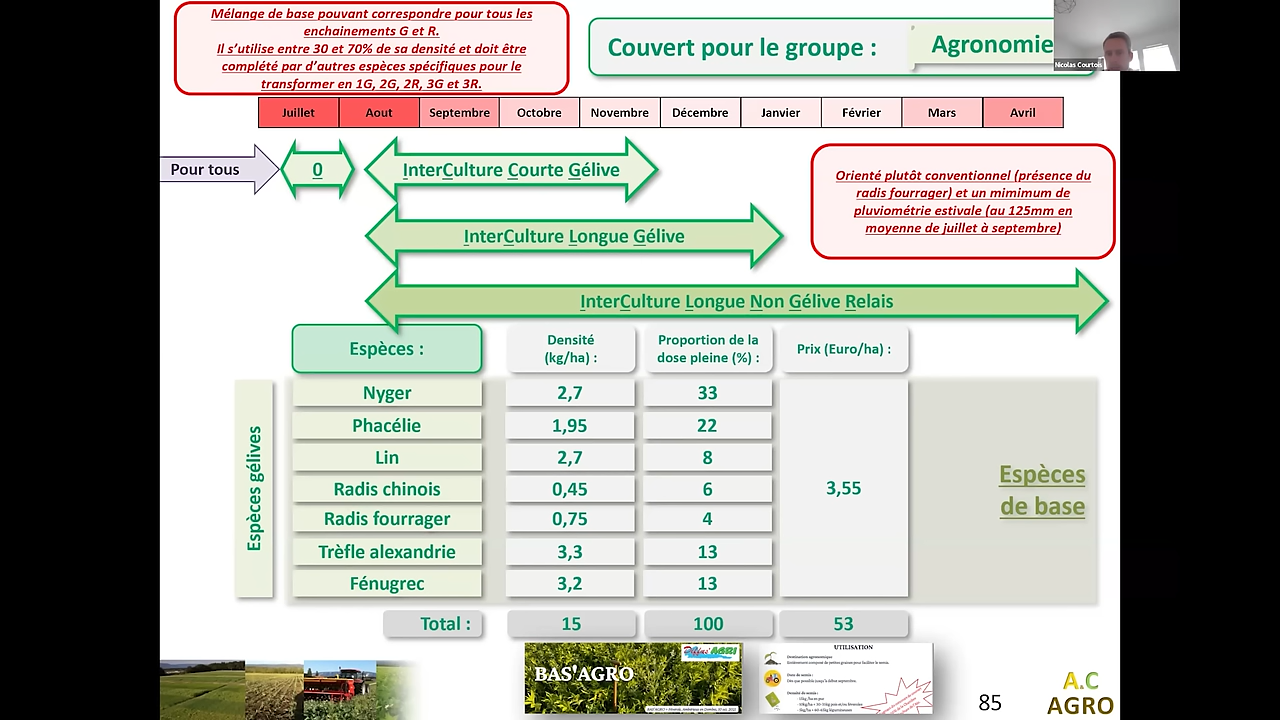 Mélange de base pouvant correspondre pour tous les
enchainements G et R.
Il s'utilise entre 30 et 70% de sa densité et doit être
complété par d'autres espèces spécifiques pour le
transformer en 1G, 2G, 2R, 3G et 3R.
Couvert pour le groupe :
Agronomie
Nicolas Courtois
Juillet Aout Septembre Octobre Novembre Décembre Janvier Février Mars Avril
Pour tous
0
InterCulture Courte Gélive
Orienté plutôt conventionnel (présence du
radis fourrager) et un mimimum de
pluviométrie estivale (au 125mm en
moyenne de juillet à septembre)
InterCulture Longue Gélive
InterCulture Longue Non Gélive Relais
Espèces :
Densité
(kg/ha) :
Proportion de la
dose pleine (%) :
Prix (Euro/ha) :
Espèces gélives
Nyger 2,7 33
Phacélie 1,95 22
Lin 2,7 8
Radis chinois 0,45 6
Radis fourrager 0,75 4
Trèfle alexandrie 3,3 13
Fénugrec 3,2 13
3,55
Espèces
de base
Total : 15 100 53
BAS'AGRO
UTILISATION
85
A.C
AGRO